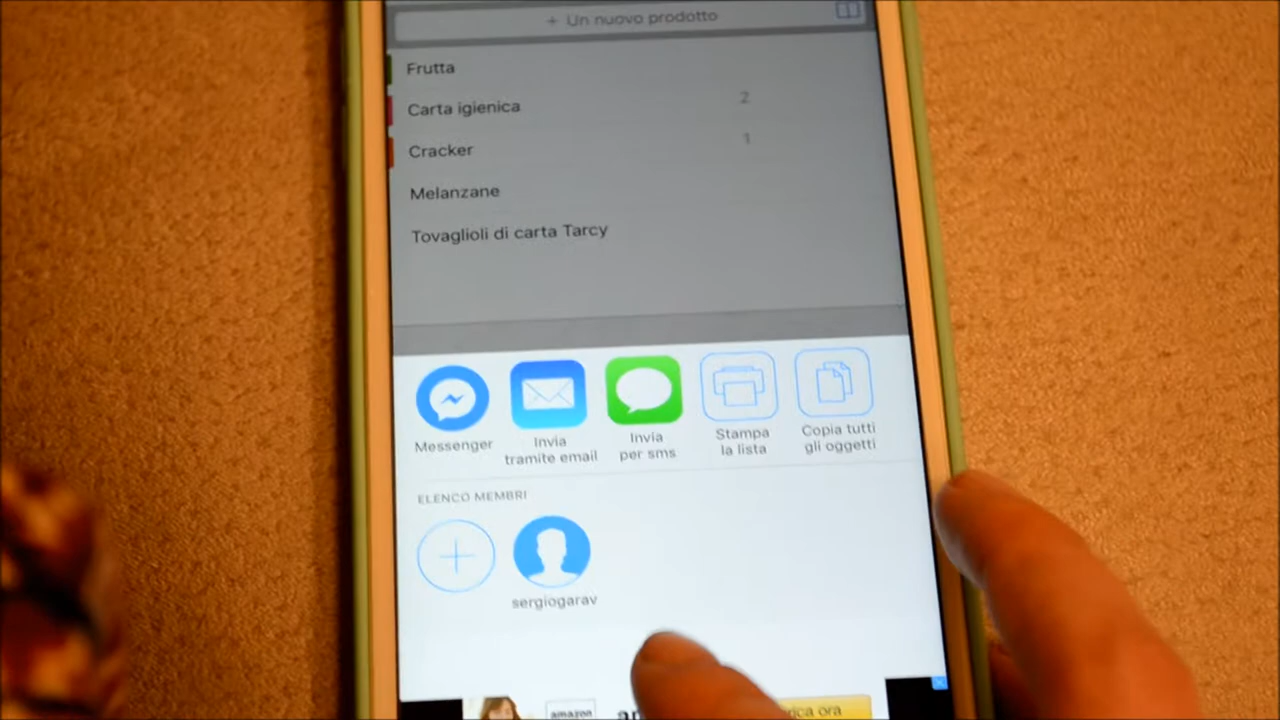 + Un nuovo prodotto
Frutta
Carta igienica 2
Cracker 1
Melanzane
Tovaglioli di carta Tarcy
Messenger
Invia
tramite email
Invia
per sms
Stampa
la lista
Copia tutti
gli oggetti
ELENCO MEMBRI
sergiogarav
amazon
ora